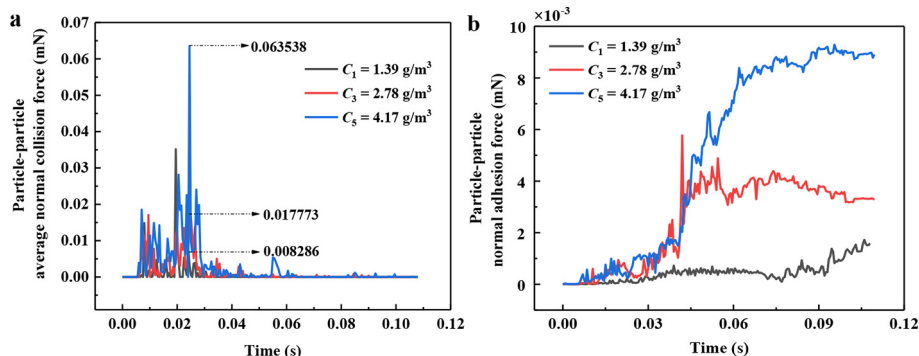 a
Particle-particle
average normal collision force (mN)
0.07
0.06
0.05
0.04
0.03
0.02
0.01
0.00
0.063538
C1 = 1.39 g/m³
C3 = 2.78 g/m³
C5 = 4.17 g/m³
0.017773
0.008286
0.00 0.02 0.04 0.06 0.08 0.10 0.12
Time (s)
b
×10⁻³
Particle-particle
normal adhesion force (mN)
10
8
6
4
2
0
C1 = 1.39 g/m³
C3 = 2.78 g/m³
C5 = 4.17 g/m³
0.00 0.03 0.06 0.09 0.12
Time (s)